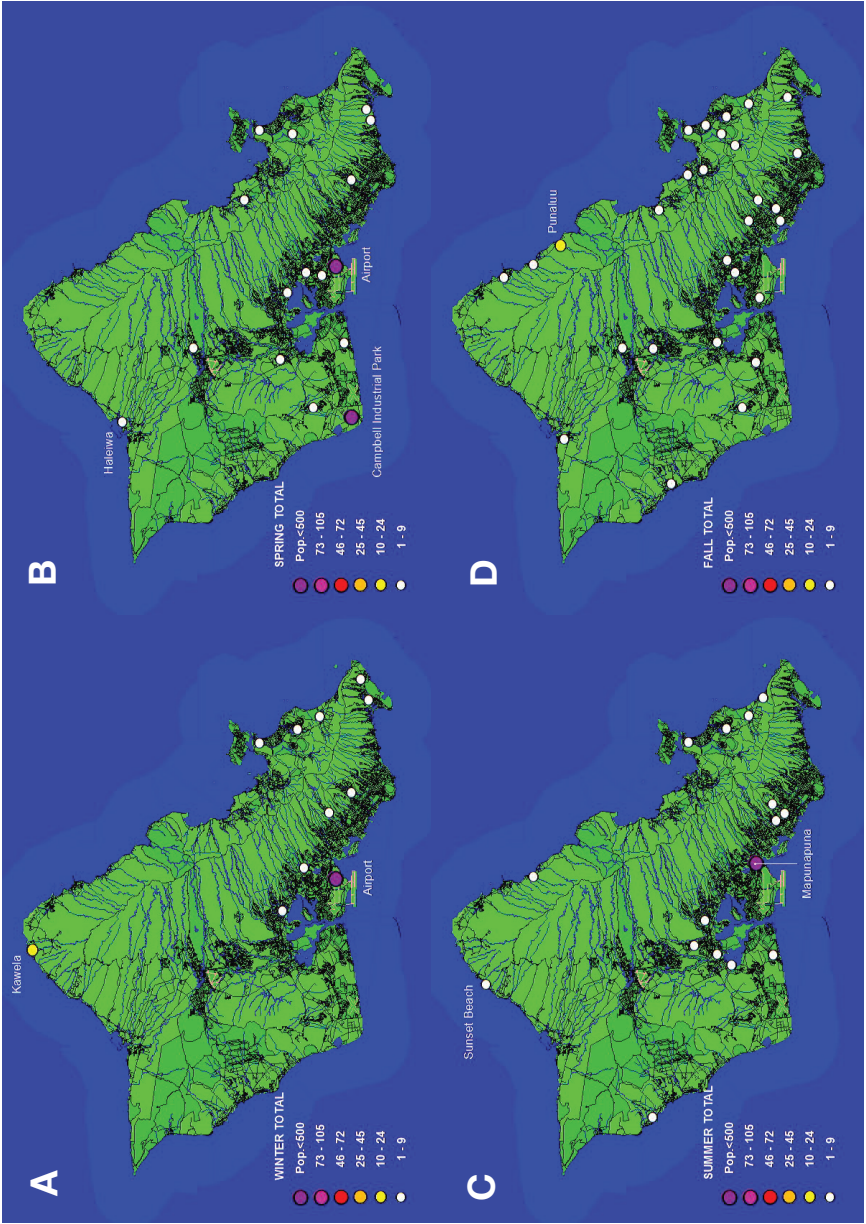 A
Kawela
Airport
WINTER TOTAL
Pop.<500
73 - 105
46 - 72
25 - 45
10 - 24
1 - 9
B
Haleiwa
Airport
Campbell Industrial Park
SPRING TOTAL
Pop.<500
73 - 105
46 - 72
25 - 45
10 - 24
1 - 9
C
Sunset Beach
Mapunapuna
SUMMER TOTAL
Pop.<500
73 - 105
46 - 72
25 - 45
10 - 24
1 - 9
D
Punaluu
FALL TOTAL
Pop.<500
73 - 105
46 - 72
25 - 45
10 - 24
1 - 9